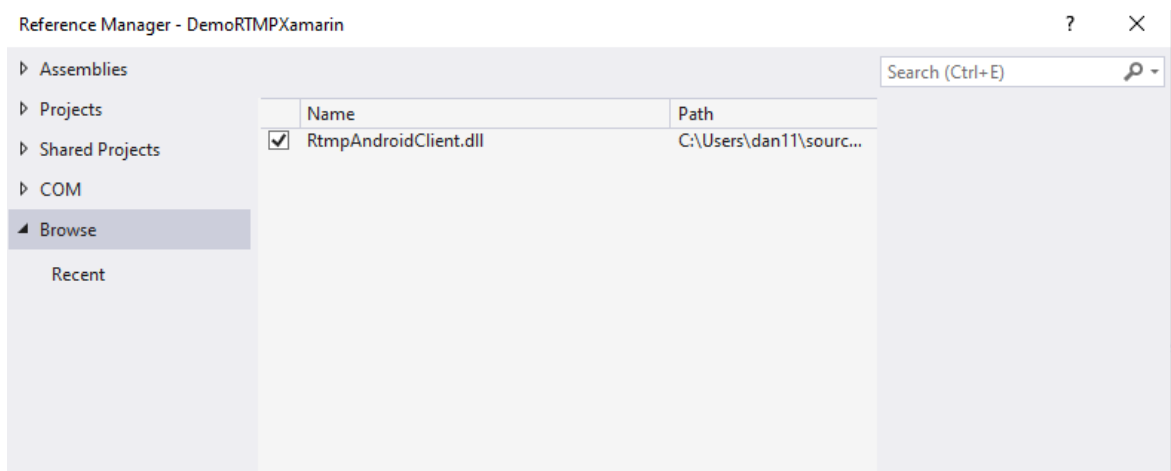 Reference Manager - DemoRTMPXamarin ?
Assemblies
Search (Ctrl+E)
Projects
Name Path
RtmpAndroidClient.dll C:\Users\dan11\sourc...
Shared Projects
COM
Browse
Recent